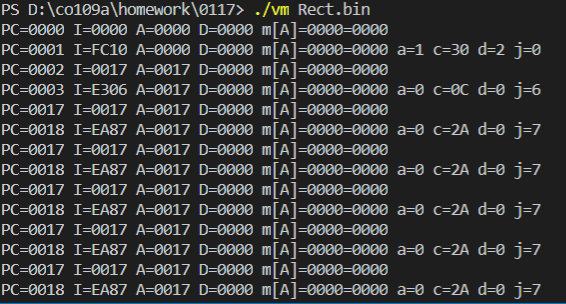 PS D:\co109a\homework\0117> ./vm Rect.bin
PC=0000 I=0000 A=0000 D=0000 m[A]=0000=0000
PC=0001 I=FC10 A=0000 D=0000 m[A]=0000=0000 a=1 c=30 d=2 j=0
PC=0002 I=0017 A=0017 D=0000 m[A]=0000=0000
PC=0003 I=E306 A=0017 D=0000 m[A]=0000=0000 a=0 c=0C d=0 j=6
PC=0017 I=0017 A=0017 D=0000 m[A]=0000=0000
PC=0018 I=EA87 A=0017 D=0000 m[A]=0000=0000 a=0 c=2A d=0 j=7
PC=0017 I=0017 A=0017 D=0000 m[A]=0000=0000
PC=0018 I=EA87 A=0017 D=0000 m[A]=0000=0000 a=0 c=2A d=0 j=7
PC=0017 I=0017 A=0017 D=0000 m[A]=0000=0000
PC=0018 I=EA87 A=0017 D=0000 m[A]=0000=0000 a=0 c=2A d=0 j=7
PC=0017 I=0017 A=0017 D=0000 m[A]=0000=0000
PC=0018 I=EA87 A=0017 D=0000 m[A]=0000=0000 a=0 c=2A d=0 j=7
PC=0017 I=0017 A=0017 D=0000 m[A]=0000=0000
PC=0018 I=EA87 A=0017 D=0000 m[A]=0000=0000 a=0 c=2A d=0 j=7